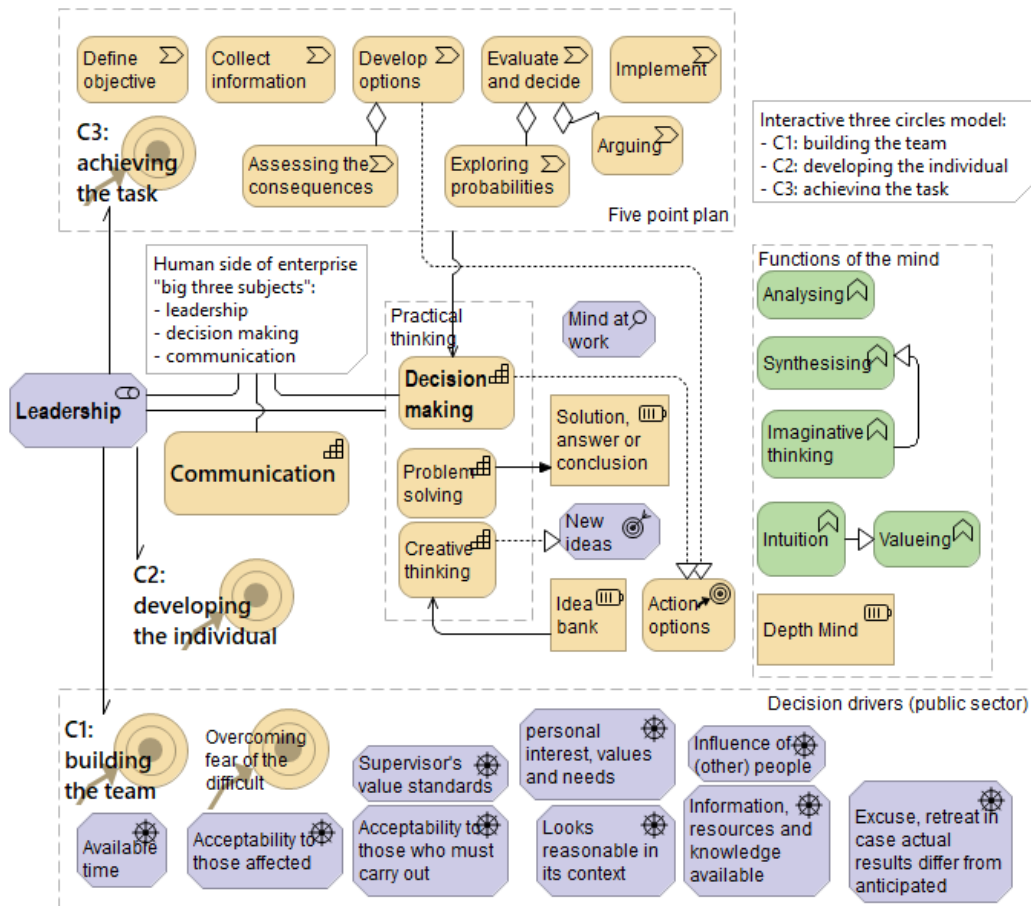 Define
objective
Collect
information
Develop
options
Evaluate
and decide
Implement
C3:
achieving
the task
Assessing the
consequences
Exploring
probabilities
Arguing
Five point plan
Interactive three circles model:
- C1: building the team
- C2: developing the individual
- C3: achieving the task
Human side of enterprise
"big three subjects":
- leadership
- decision making
- communication
Practical
thinking
Mind at
work
Functions of the mind
Analysing
Synthesising
Imaginative
thinking
Intuition
Valueing
Depth Mind
Leadership
Decision
making
Communication
Solution,
answer or
conclusion
Problem
solving
Creative
thinking
New
ideas
Idea
bank
Action
options
C2:
developing
the individual
Decision drivers (public sector)
C1:
building
the team
Overcoming
fear of the
difficult
Supervisor's
value standards
personal
interest, values
and needs
Influence of
(other) people
Available
time
Acceptability to
those affected
Acceptability to
those who must
carry out
Looks
reasonable in
its context
Information,
resources and
knowledge
available
Excuse, retreat in
case actual
results differ from
anticipated